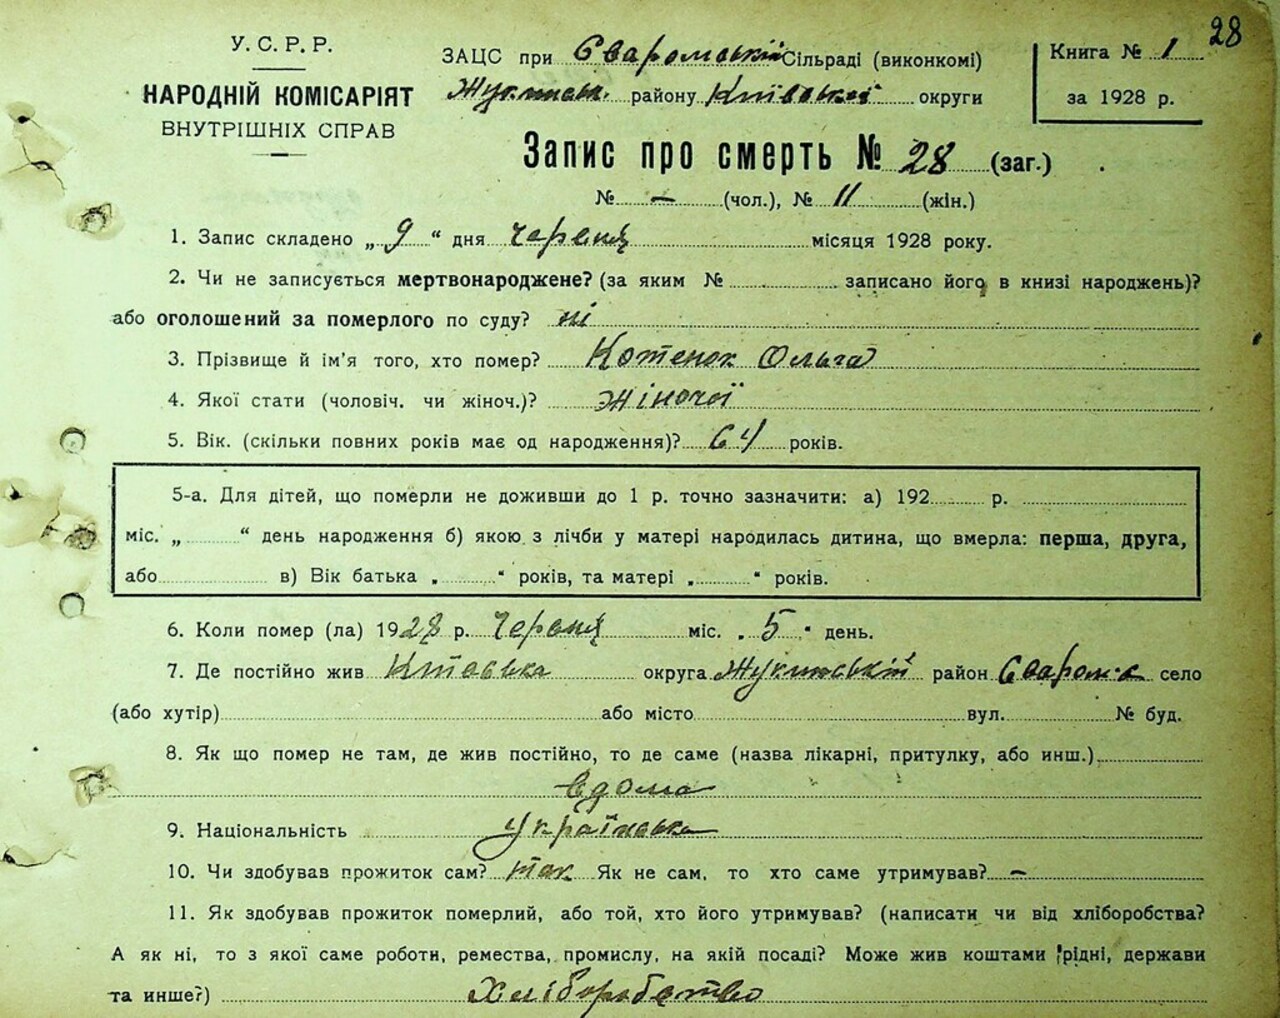 28
У. С. Р. Р.
НАРОДНІЙ КОМІСАРІЯТ
ВНУТРІШНІХ СПРАВ
ЗАЦС при Сваромській Сільраді (виконкомі)
Жукинськ. району Київської округи
Книга № 1
за 1928 р.
Запис про смерть № 28 (заг.)
№ — (чол.), № 11 (жін.)
1. Запис складено „ 9 “ дня червня місяця 1928 року.
2. Чи не записується мертвонароджене? (за яким № записано його в книзі народжень)?
або оголошений за померлого по суду? ні
3. Прізвище й ім’я того, хто помер? Котенок Ольга
4. Якої стати (чоловіч. чи жіноч.)? жіночої
5. Вік. (скільки повних років має од народження)? 64 років.
5-а. Для дітей, що померли не доживши до 1 р. точно зазначити: а) 192 р.
міс. „ “ день народження б) якою з лічби у матері народилась дитина, що вмерла: перша, друга,
або в) Вік батька „ “ років, та матері „ “ років.
6. Коли помер (ла) 1928 р. червня міс. „ 5 “ день.
7. Де постійно жив Київська округа Жукинський район Сваром'є село
(або хутір) або місто вул. № буд.
8. Як що помер не там, де жив постійно, то де саме (назва лікарні, притулку, або инш.)
вдома
9. Національність українська
10. Чи здобував прожиток сам? так Як не сам, то хто саме утримував? —
11. Як здобував прожиток померлий, або той, хто його утримував? (написати чи від хліборобства?
А як ні, то з якої саме роботи, ремества, промислу, на якій посаді? Може жив коштами рідні, держави
та инше?) Хліборобство